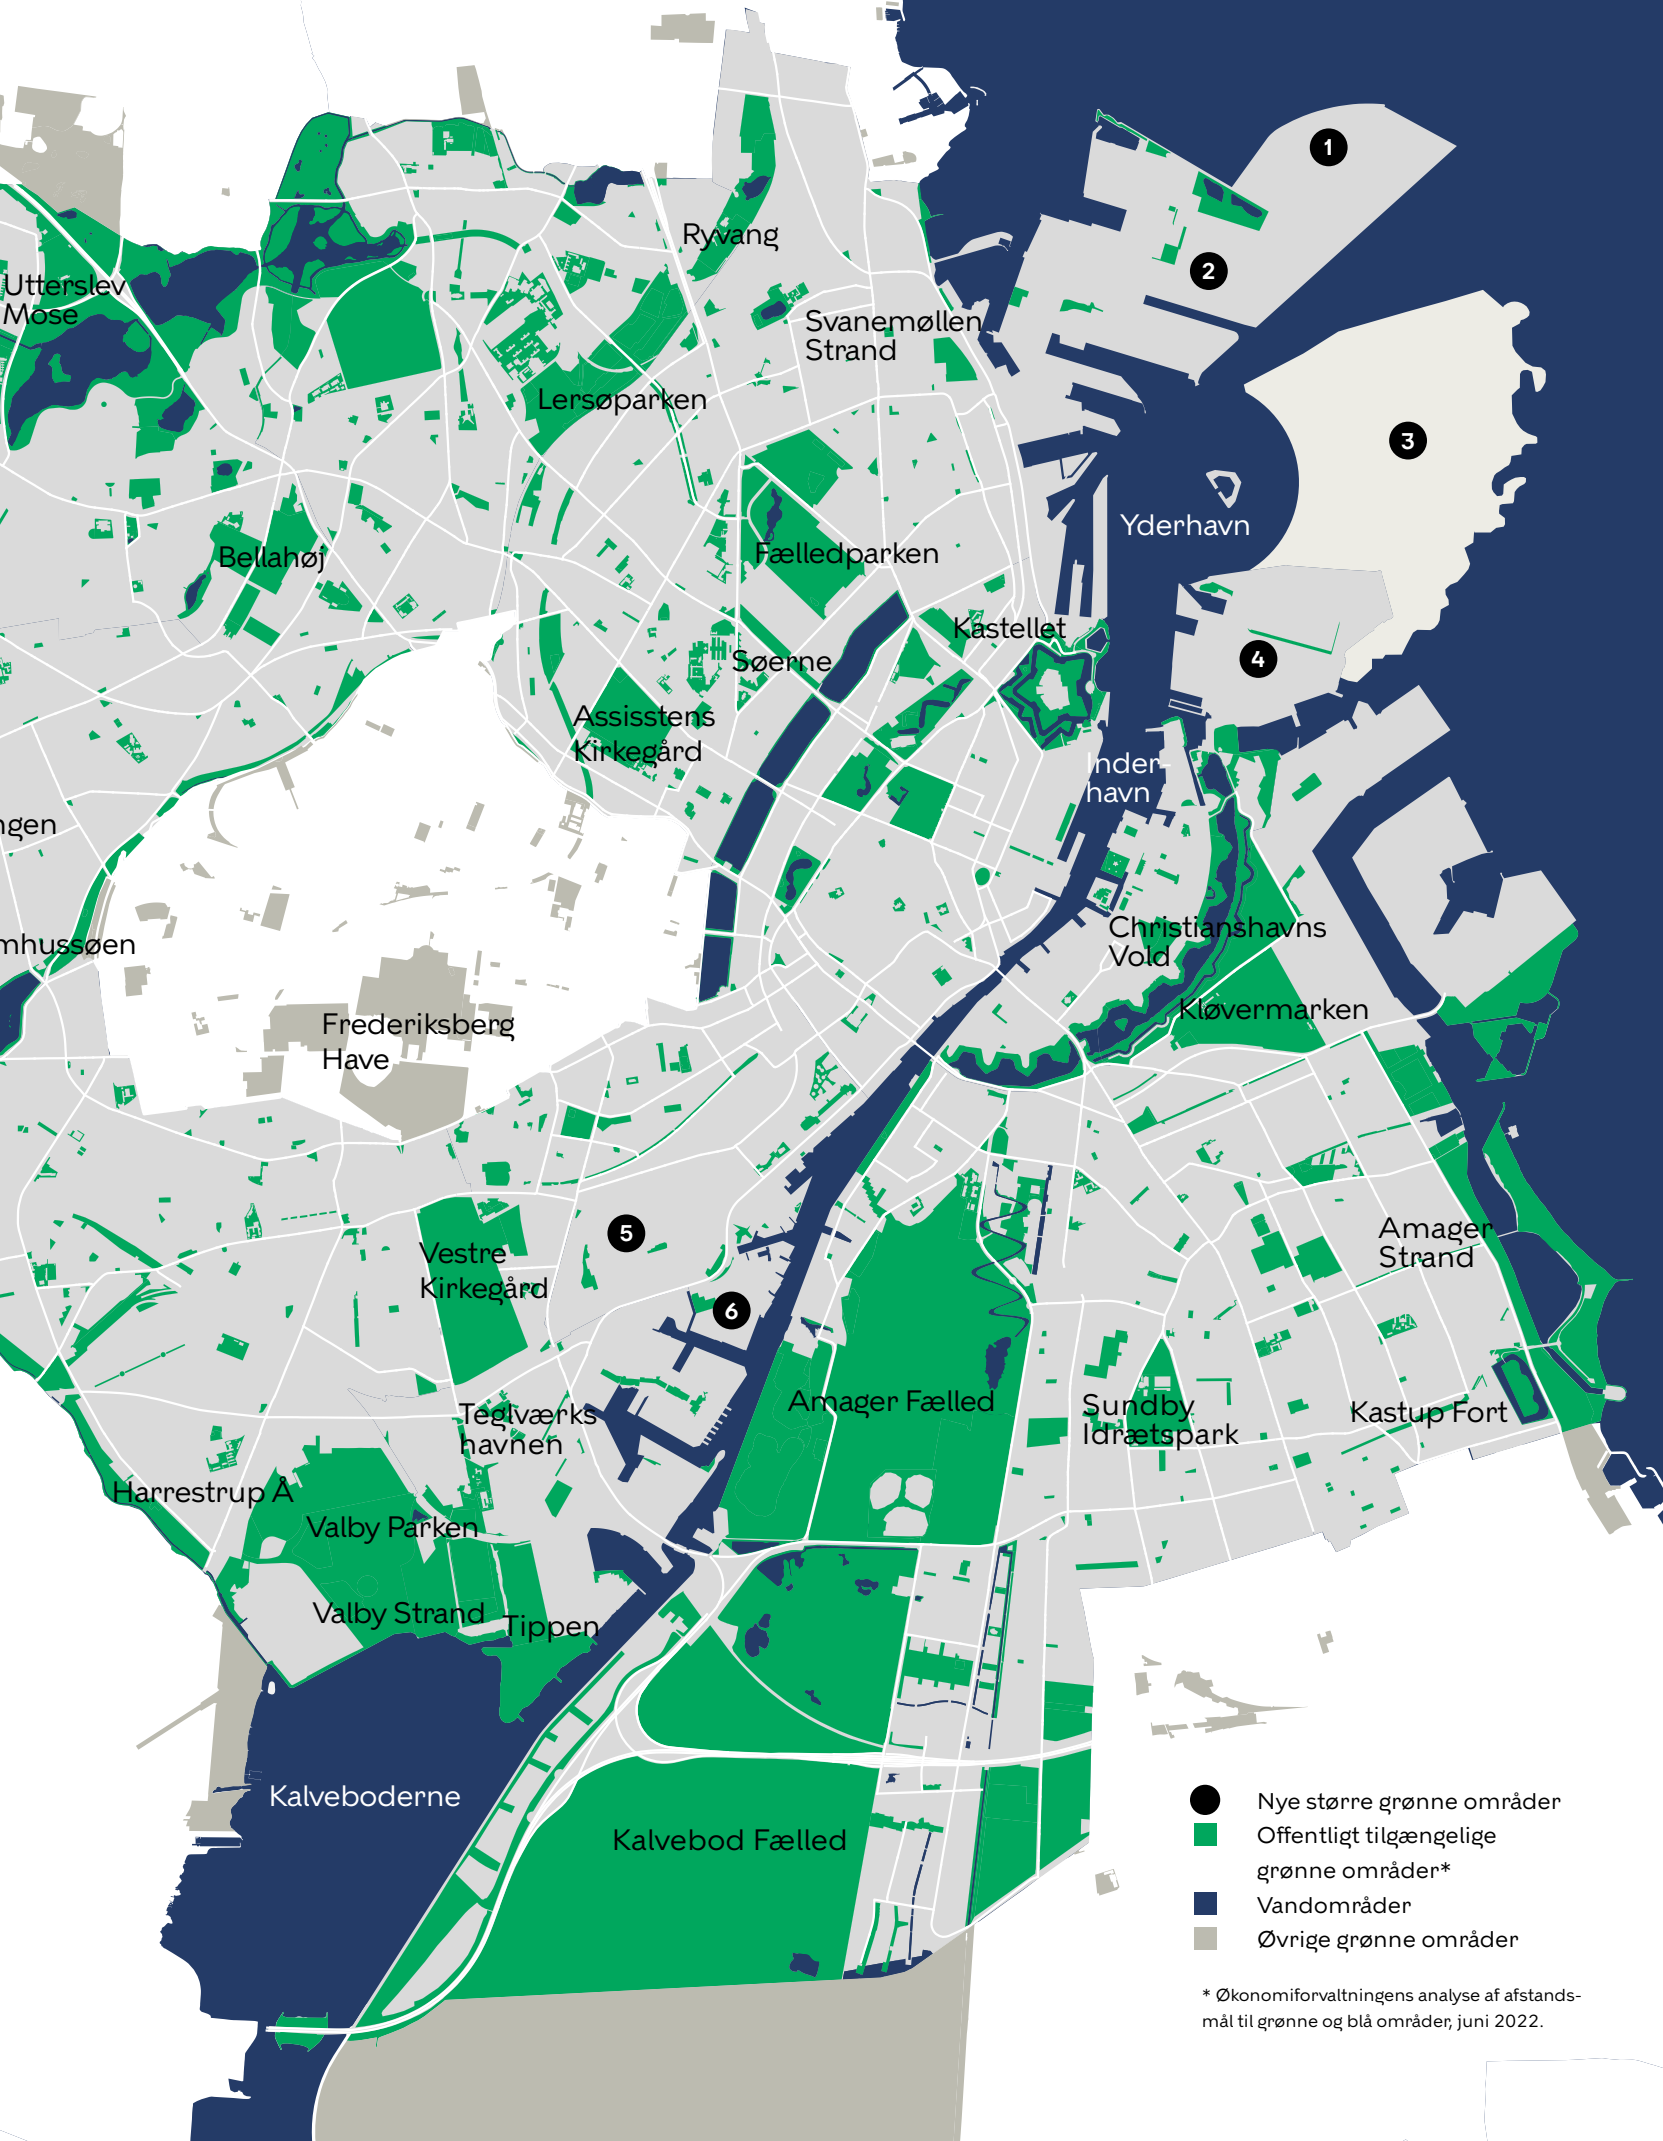 1
2
Ryvang
Utterslev
Mose
Svanemøllen
Strand
Lersøparken
3
Yderhavn
Fælledparken
Bellahøj
Kastellet
Søerne
4
Assisstens
Kirkegård
Inder-
havn
ngen
Christianshavns
Vold
mhussøen
Kløvermarken
Frederiksberg
Have
5
Amager
Strand
Vestre
Kirkegård
6
Amager Fælled
Sundby
Idrætspark
Kastup Fort
Teglværks
havnen
Harrestrup Å
Valby Parken
Valby Strand
Tippen
Kalveboderne
Kalvebod Fælled
Nye større grønne områder
Offentligt tilgængelige
grønne områder*
Vandområder
Øvrige grønne områder
* Økonomiforvaltningens analyse af afstands-
mål til grønne og blå områder, juni 2022.